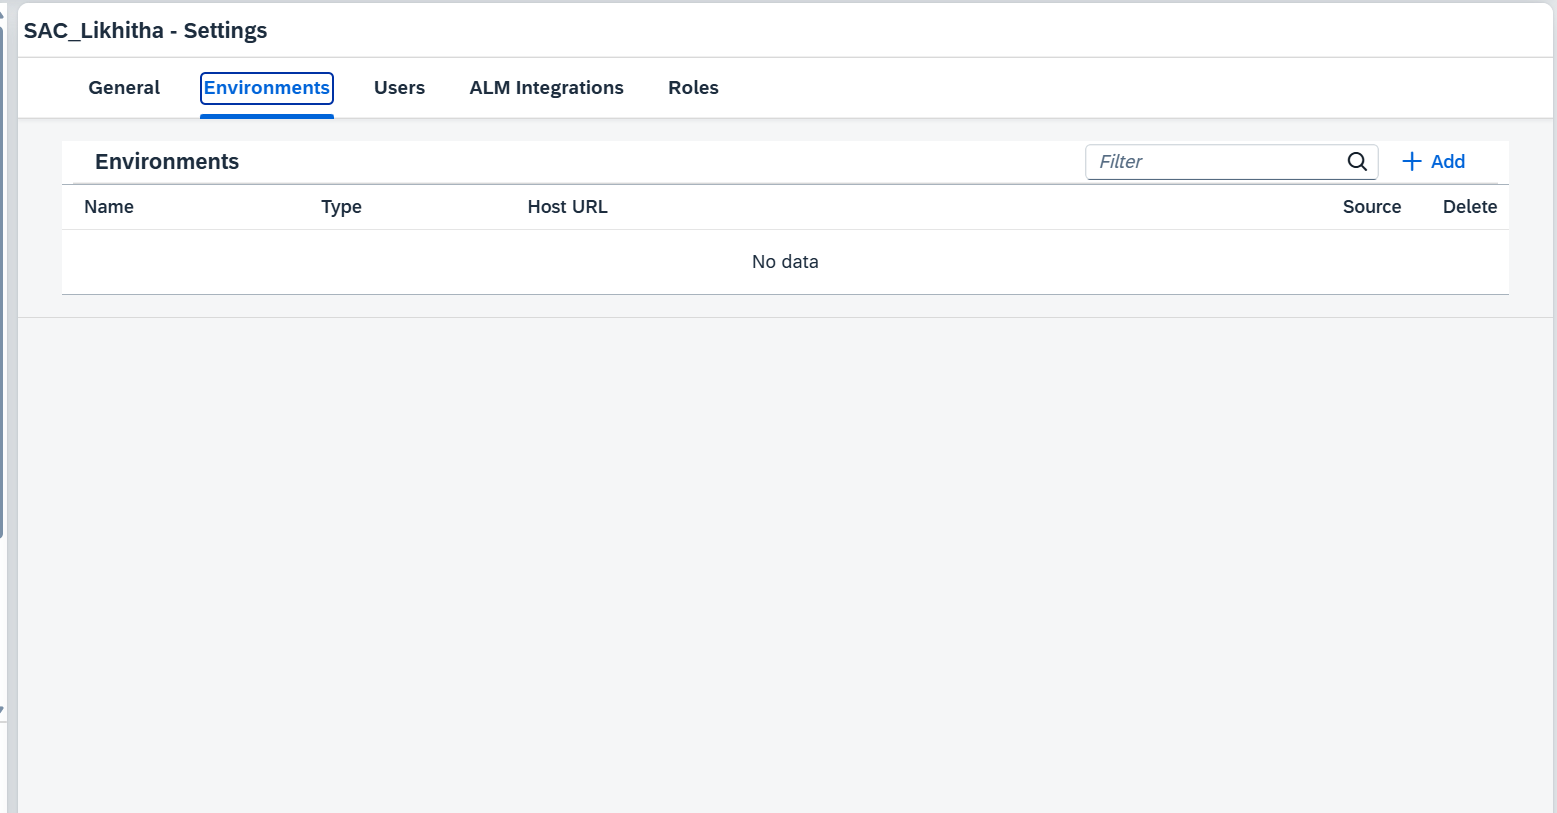 SAC_Likhitha - Settings
General Environments Users ALM Integrations Roles
Environments Filter Add
Name Type Host URL Source Delete
No data